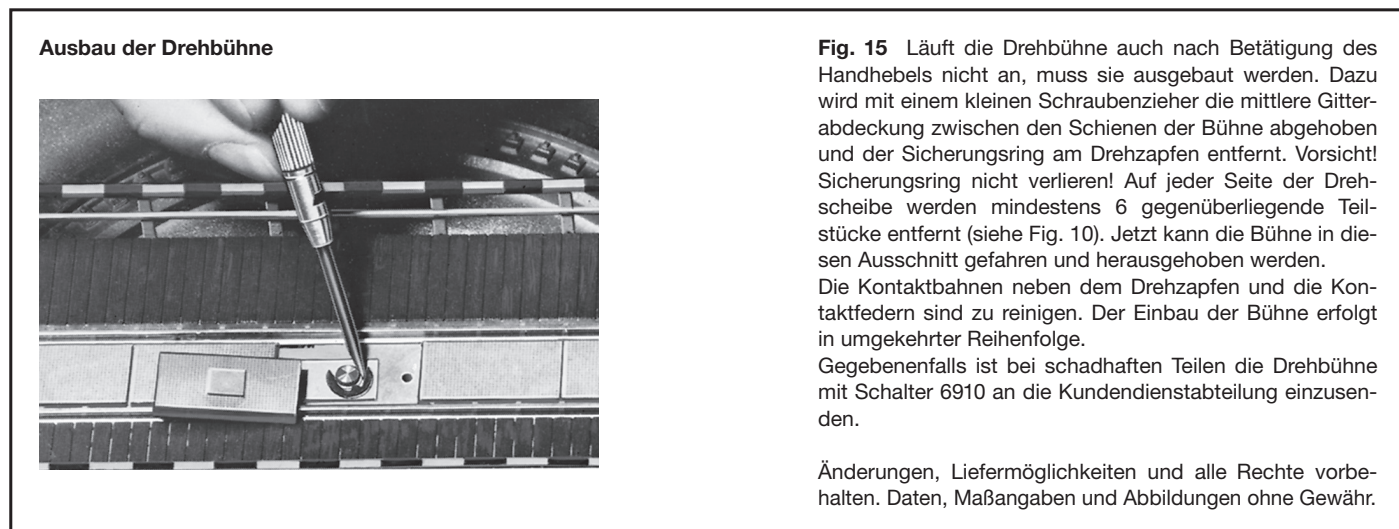 Ausbau der Drehbühne
Fig. 15 Läuft die Drehbühne auch nach Betätigung des
Handhebels nicht an, muss sie ausgebaut werden. Dazu
wird mit einem kleinen Schraubenzieher die mittlere Gitter-
abdeckung zwischen den Schienen der Bühne abgehoben
und der Sicherungsring am Drehzapfen entfernt. Vorsicht!
Sicherungsring nicht verlieren! Auf jeder Seite der Dreh-
scheibe werden mindestens 6 gegenüberliegende Teil-
stücke entfernt (siehe Fig. 10). Jetzt kann die Bühne in die-
sen Ausschnitt gefahren und herausgehoben werden.
Die Kontaktbahnen neben dem Drehzapfen und die Kon-
taktfedern sind zu reinigen. Der Einbau der Bühne erfolgt
in umgekehrter Reihenfolge.
Gegebenenfalls ist bei schadhaften Teilen die Drehbühne
mit Schalter 6910 an die Kundendienstabteilung einzusen-
den.
Änderungen, Liefermöglichkeiten und alle Rechte vorbe-
halten. Daten, Maßangaben und Abbildungen ohne Gewähr.